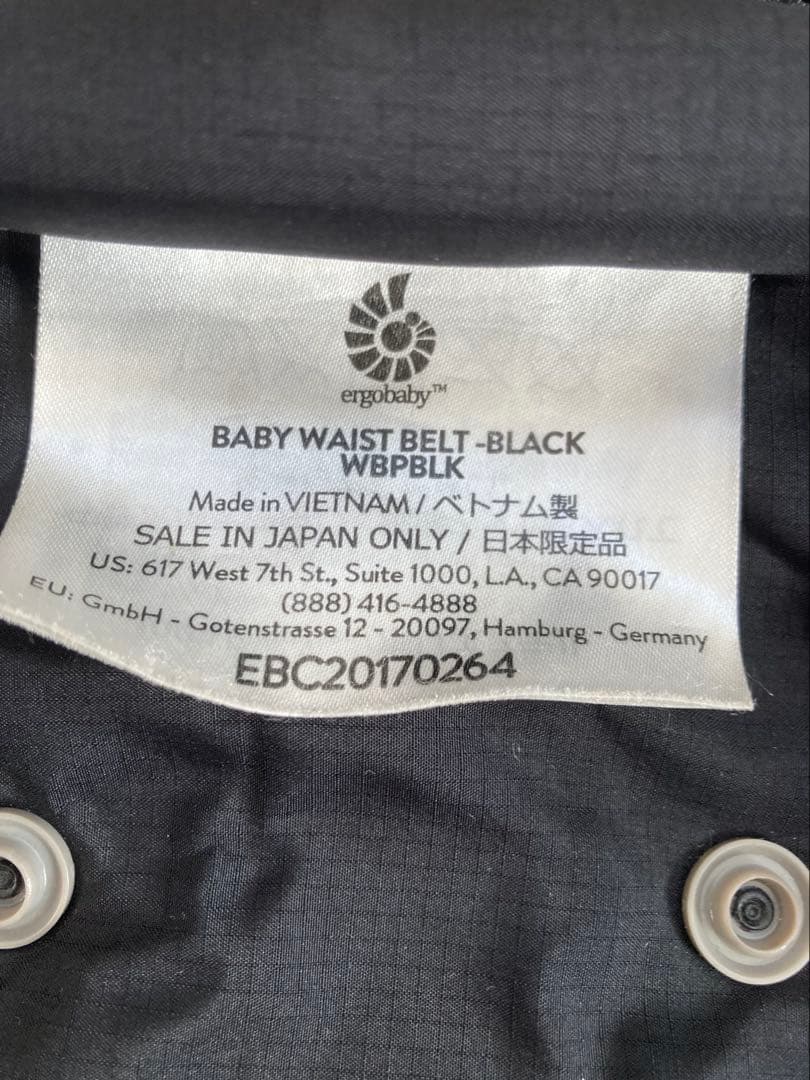 ergobaby™
BABY WAIST BELT -BLACK
WBPBLK
Made in VIETNAM / ベトナム製
SALE IN JAPAN ONLY / 日本限定品
US: 617 West 7th St., Suite 1000, L.A., CA 90017
(888) 416-4888
EU: GmbH - Gotenstrasse 12 - 20097, Hamburg - Germany
EBC20170264